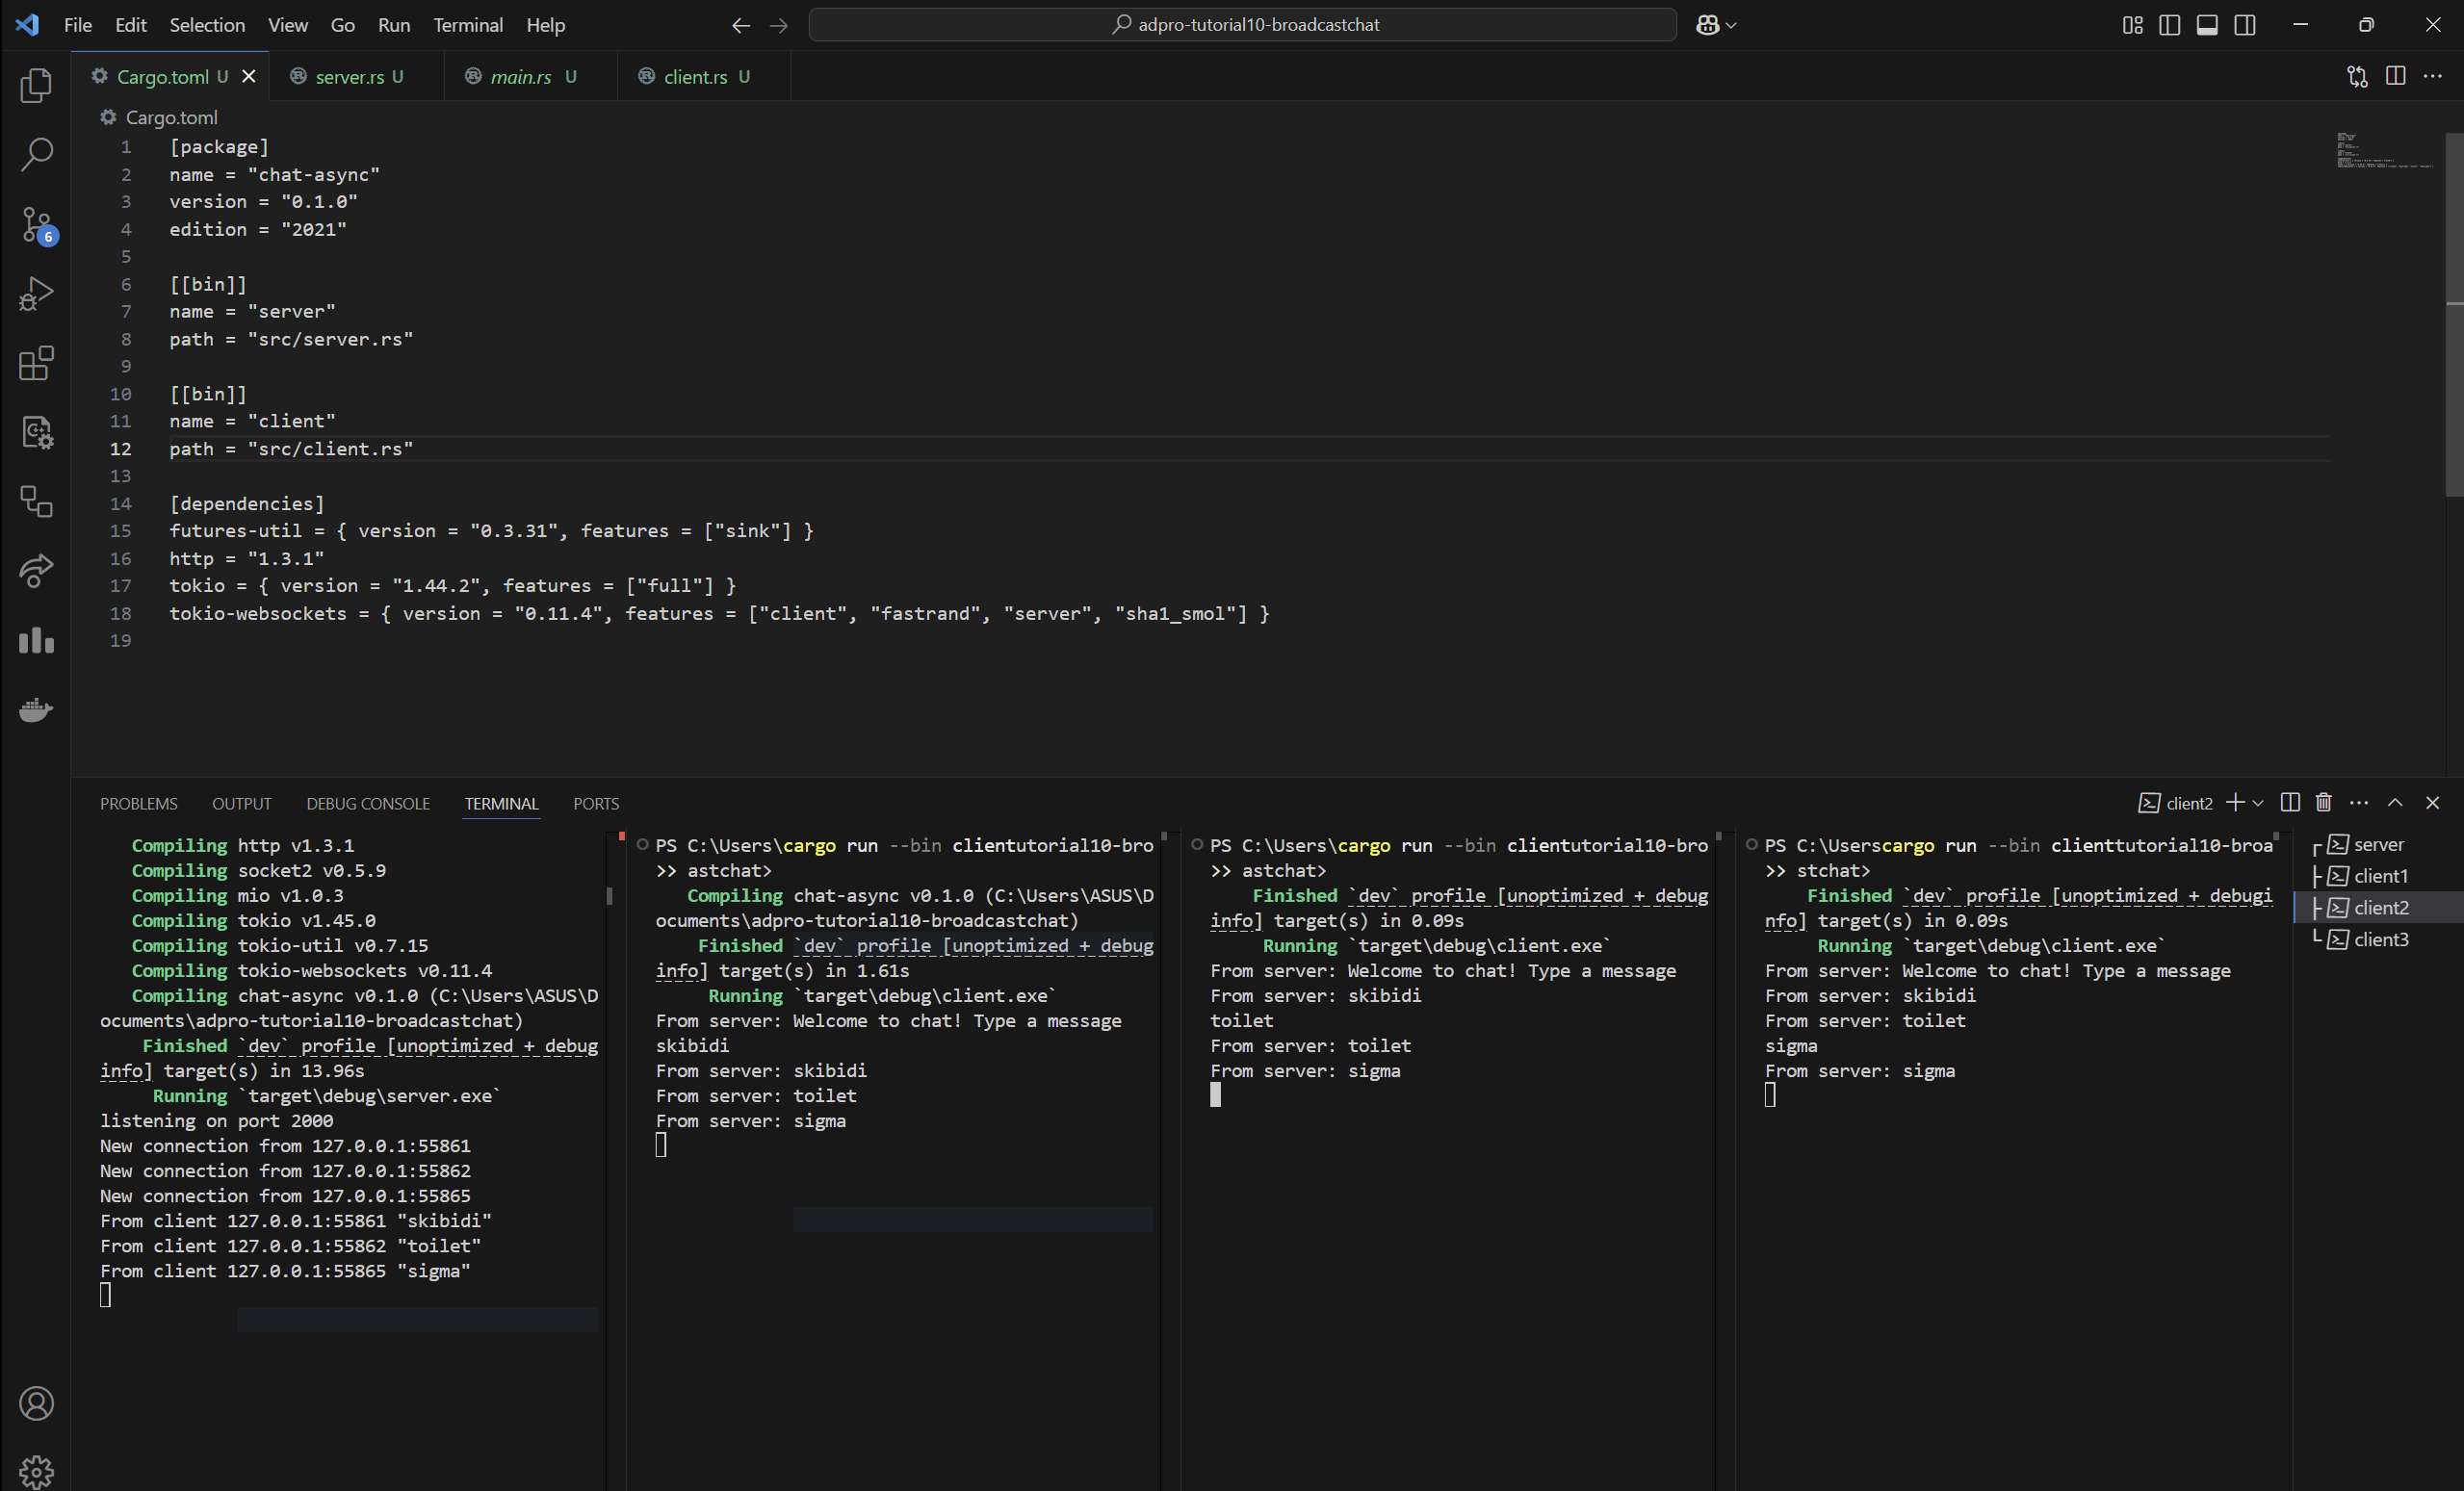 File Edit Selection View Go Run Terminal Help
adpro-tutorial10-broadcastchat
Cargo.toml U
server.rs U
main.rs U
client.rs U
Cargo.toml
1 [package]
2 name = "chat-async"
3 version = "0.1.0"
4 edition = "2021"
5
6 [[bin]]
7 name = "server"
8 path = "src/server.rs"
9
10 [[bin]]
11 name = "client"
12 path = "src/client.rs"
13
14 [dependencies]
15 futures-util = { version = "0.3.31", features = ["sink"] }
16 http = "1.3.1"
17 tokio = { version = "1.44.2", features = ["full"] }
18 tokio-websockets = { version = "0.11.4", features = ["client", "fastrand", "server", "sha1_smol"] }
19
6
PROBLEMS OUTPUT DEBUG CONSOLE TERMINAL PORTS
client2
Compiling http v1.3.1
Compiling socket2 v0.5.9
Compiling mio v1.0.3
Compiling tokio v1.45.0
Compiling tokio-util v0.7.15
Compiling tokio-websockets v0.11.4
Compiling chat-async v0.1.0 (C:\Users\ASUS\D
ocuments\adpro-tutorial10-broadcastchat)
Finished `dev` profile [unoptimized + debug
info] target(s) in 13.96s
Running `target\debug\server.exe`
listening on port 2000
New connection from 127.0.0.1:55861
New connection from 127.0.0.1:55862
New connection from 127.0.0.1:55865
From client 127.0.0.1:55861 "skibidi"
From client 127.0.0.1:55862 "toilet"
From client 127.0.0.1:55865 "sigma"
PS C:\Users\cargo run --bin clientutorial10-bro
>> astchat>
Compiling chat-async v0.1.0 (C:\Users\ASUS\D
ocuments\adpro-tutorial10-broadcastchat)
Finished `dev` profile [unoptimized + debug
info] target(s) in 1.61s
Running `target\debug\client.exe`
From server: Welcome to chat! Type a message
skibidi
From server: skibidi
From server: toilet
From server: sigma
PS C:\Users\cargo run --bin clientutorial10-bro
>> astchat>
Finished `dev` profile [unoptimized + debug
info] target(s) in 0.09s
Running `target\debug\client.exe`
From server: Welcome to chat! Type a message
From server: skibidi
toilet
From server: toilet
From server: sigma
PS C:\Userscargo run --bin clienttutorial10-broa
>> stchat>
Finished `dev` profile [unoptimized + debugi
nfo] target(s) in 0.09s
Running `target\debug\client.exe`
From server: Welcome to chat! Type a message
From server: skibidi
From server: toilet
sigma
From server: sigma
server
client1
client2
client3